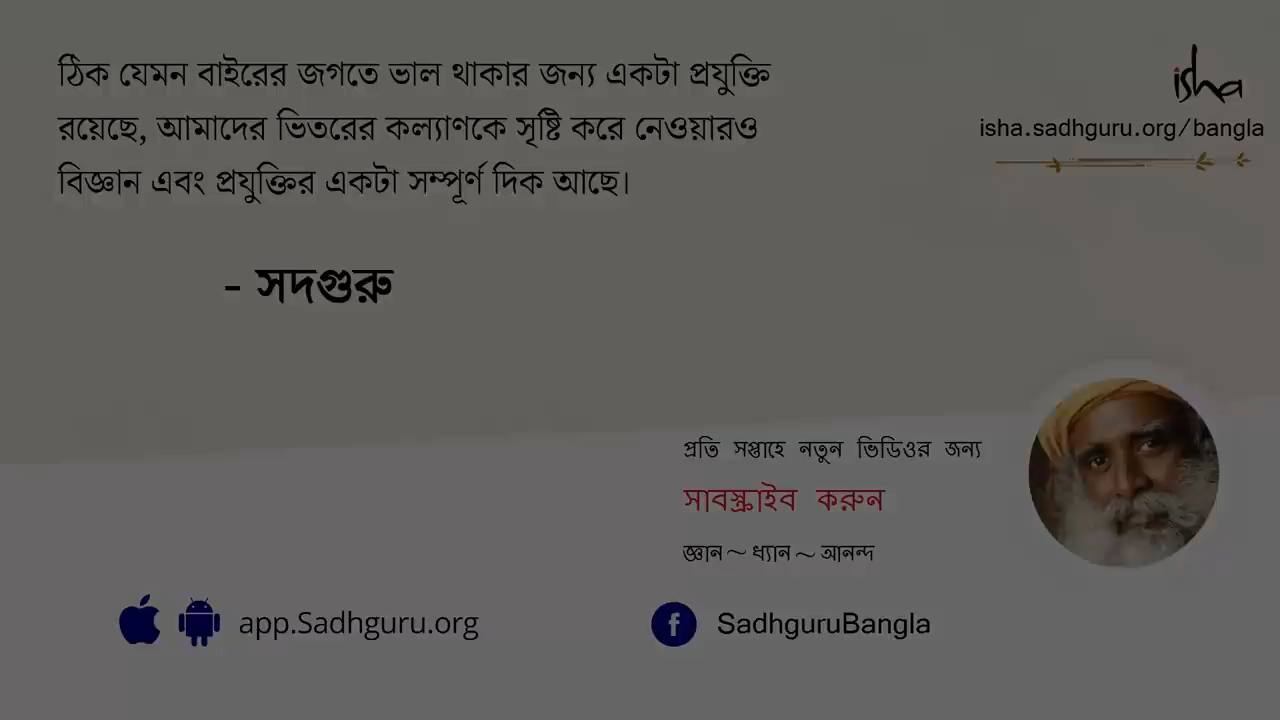 ঠিক যেমন বাইরের জগতে ভাল থাকার জন্য একটা প্রযুক্তি
রয়েছে, আমাদের ভিতরের কল্যাণকে সৃষ্টি করে নেওয়ারও
বিজ্ঞান এবং প্রযুক্তির একটা সম্পূর্ণ দিক আছে।
- সদগুরু
isha
isha.sadhguru.org/bangla
প্রতি সপ্তাহে নতুন ভিডিওর জন্য
সাবস্ক্রাইব করুন
জ্ঞান ~ ধ্যান ~ আনন্দ
app.Sadhguru.org
f SadhguruBangla